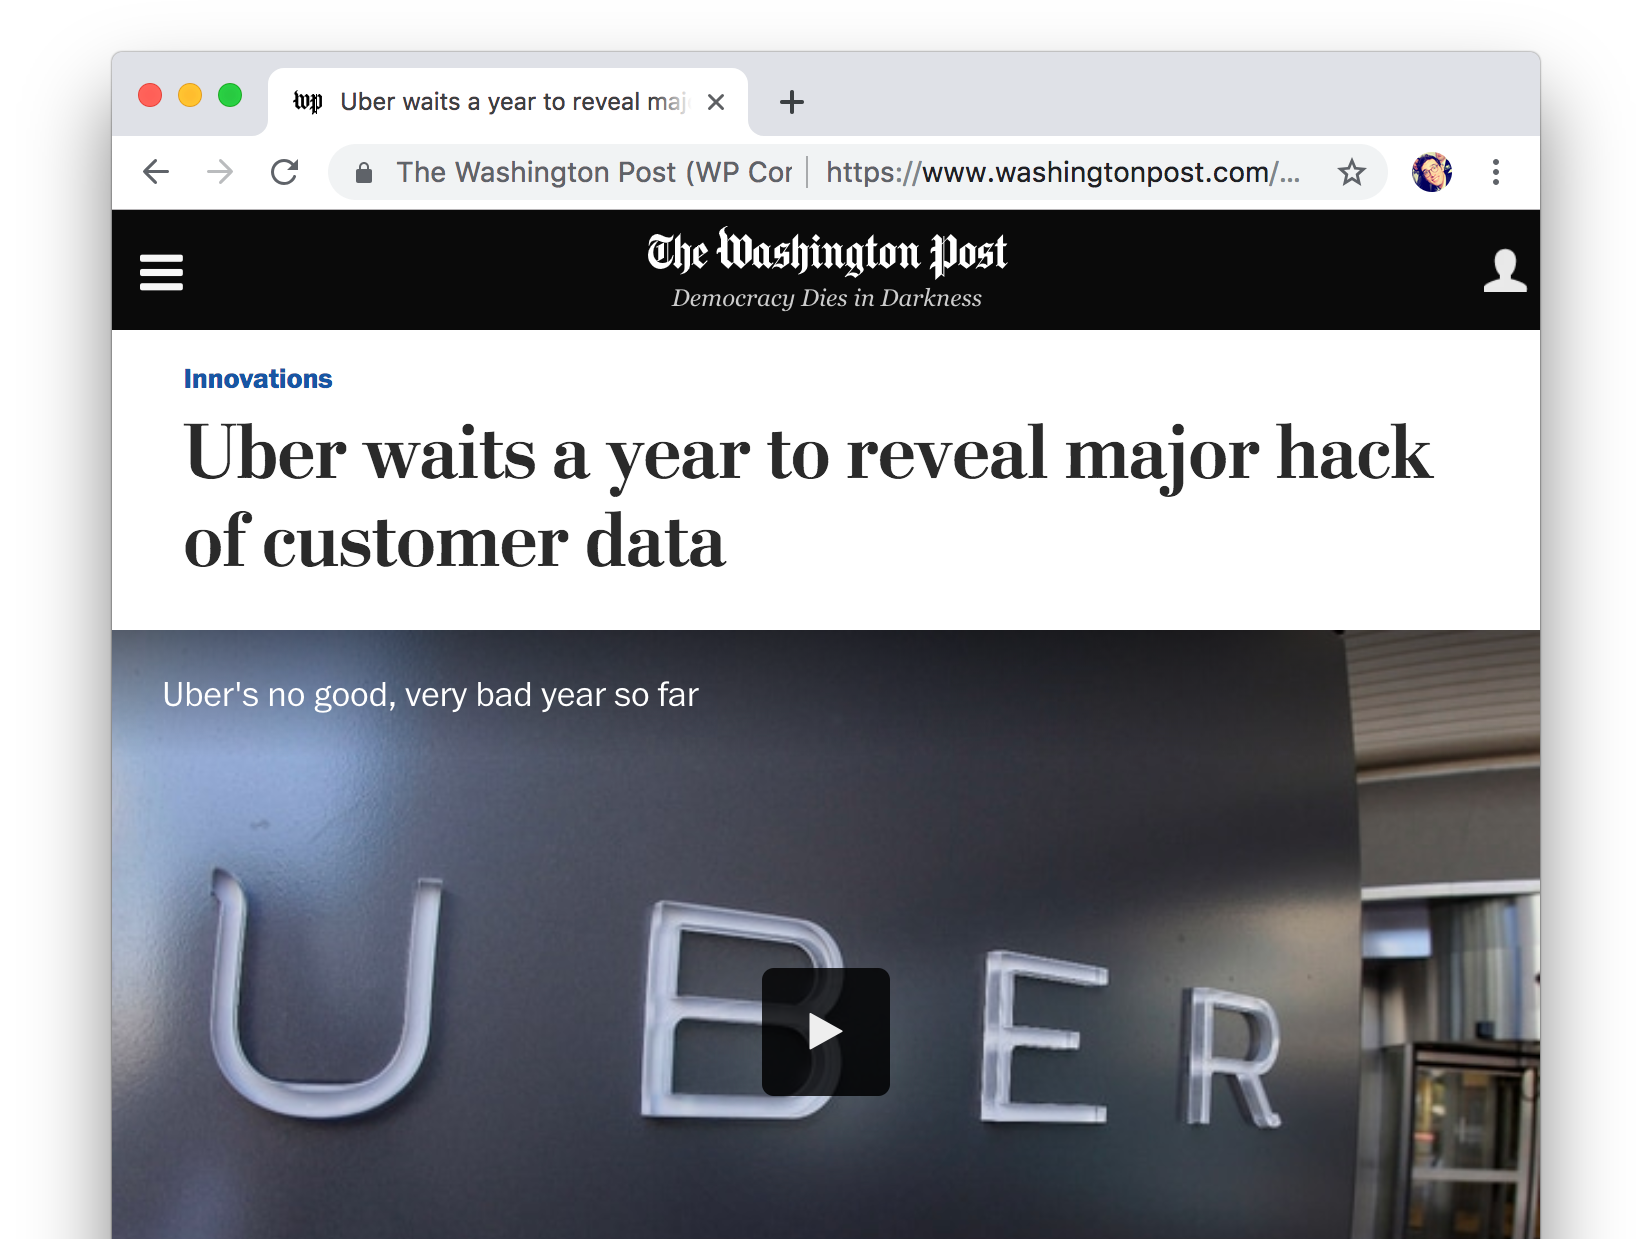 wp Uber waits a year to reveal maj
The Washington Post (WP Cor https://www.washingtonpost.com/...
The Washington Post
Democracy Dies in Darkness
Innovations
Uber waits a year to reveal major hack
of customer data
Uber's no good, very bad year so far
UBER